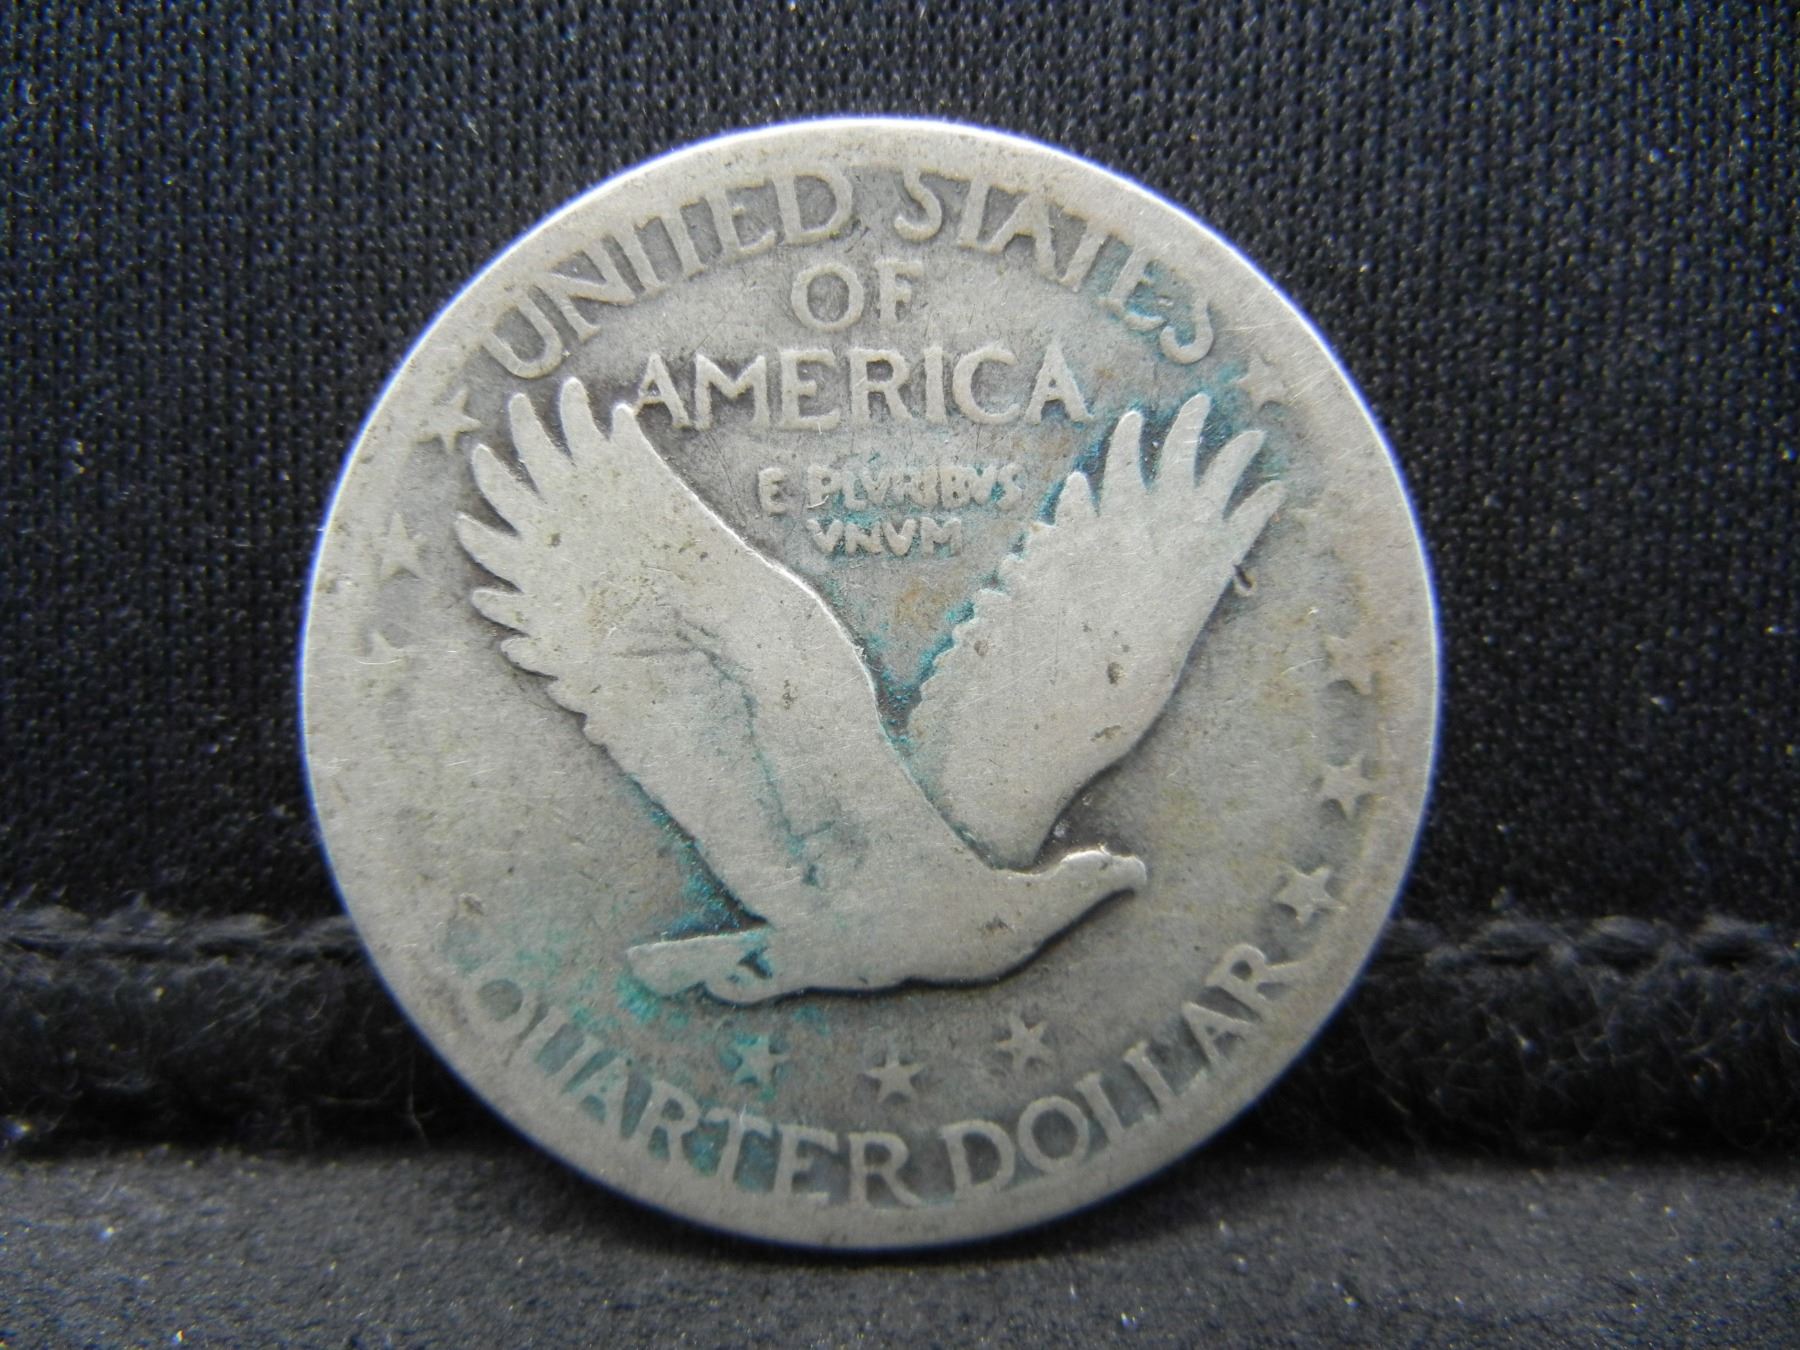 UNITED STATES
OF
AMERICA
E PLVRIBVS
VNVM
QUARTER DOLLAR